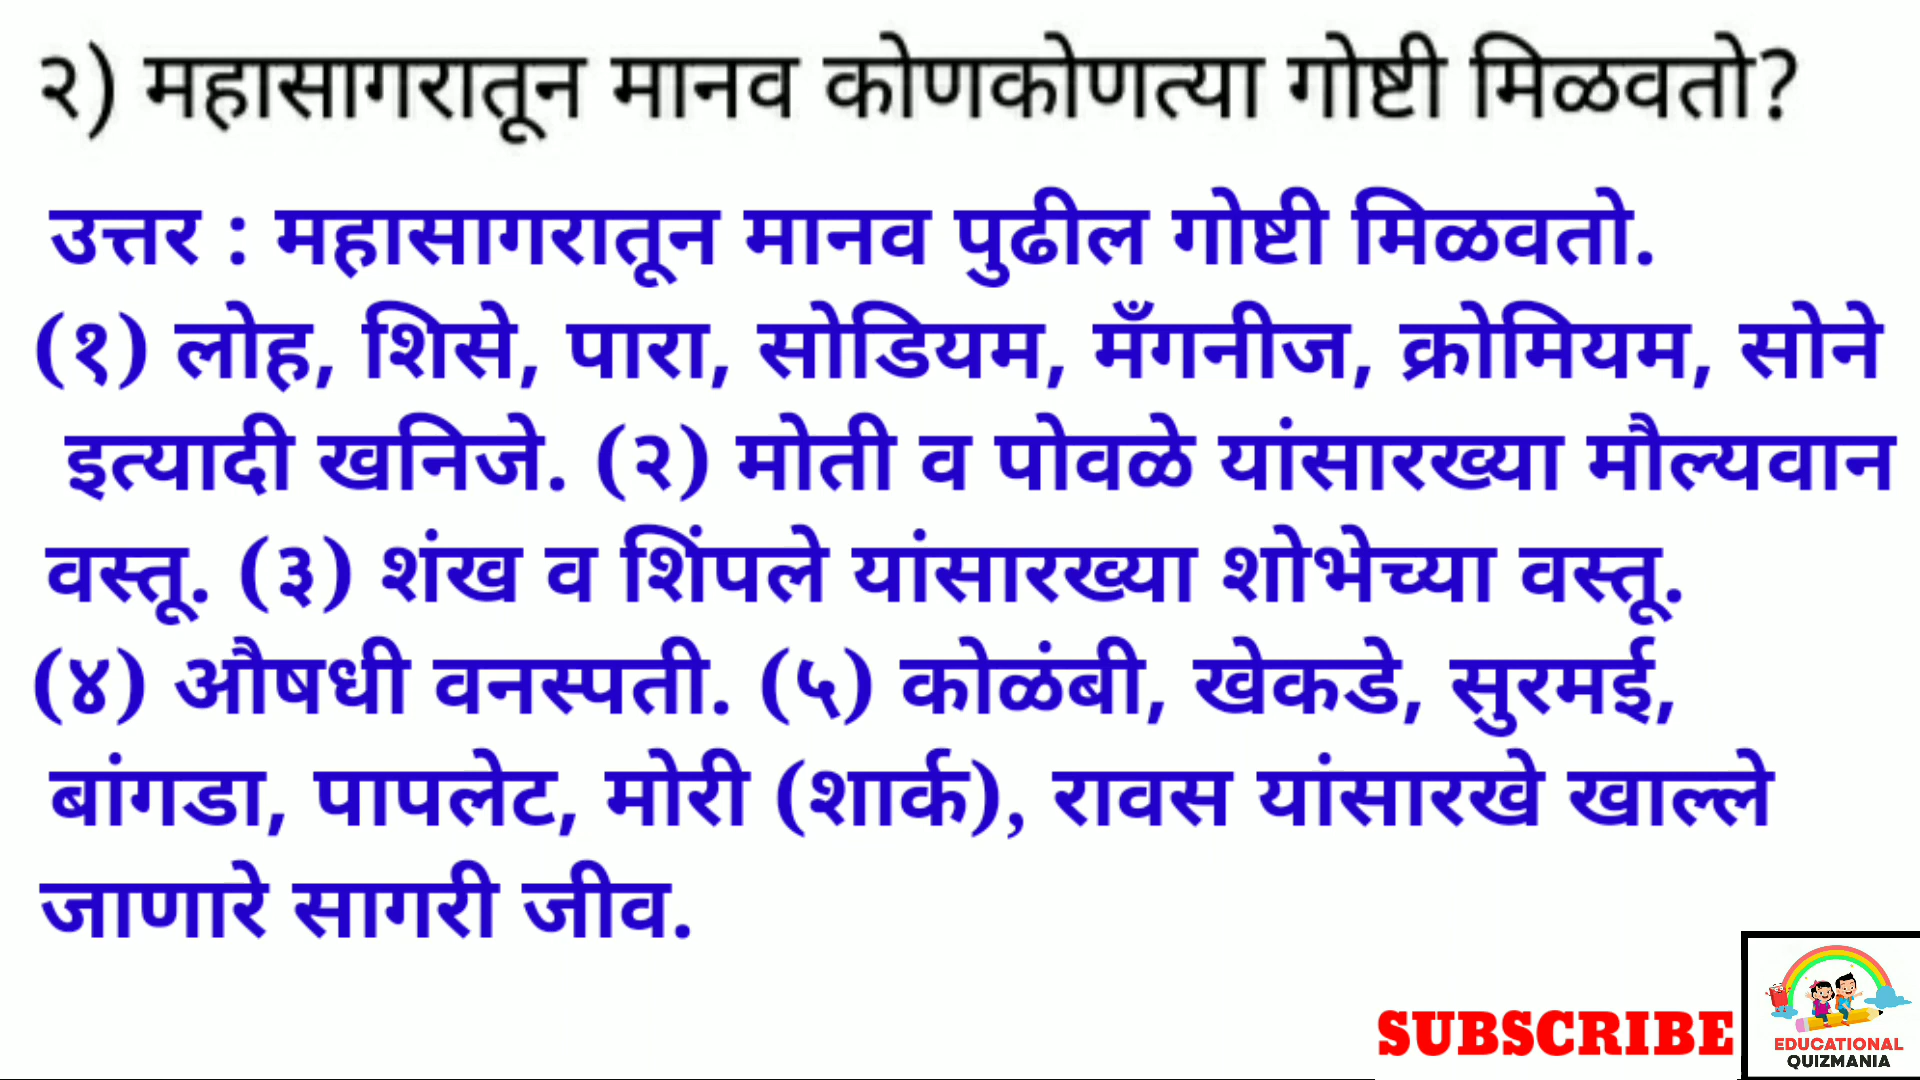 २) महासागरातून मानव कोणकोणत्या गोष्टी मिळवतो?
उत्तर : महासागरातून मानव पुढील गोष्टी मिळवतो.
(१) लोह, शिसे, पारा, सोडियम, मँगनीज, क्रोमियम, सोने
इत्यादी खनिजे. (२) मोती व पोवळे यांसारख्या मौल्यवान
वस्तू. (३) शंख व शिंपले यांसारख्या शोभेच्या वस्तू.
(४) औषधी वनस्पती. (५) कोळंबी, खेकडे, सुरमई,
बांगडा, पापलेट, मोरी (शार्क), रावस यांसारखे खाल्ले
जाणारे सागरी जीव.
SUBSCRIBE
EDUCATIONAL
QUIZMANIA